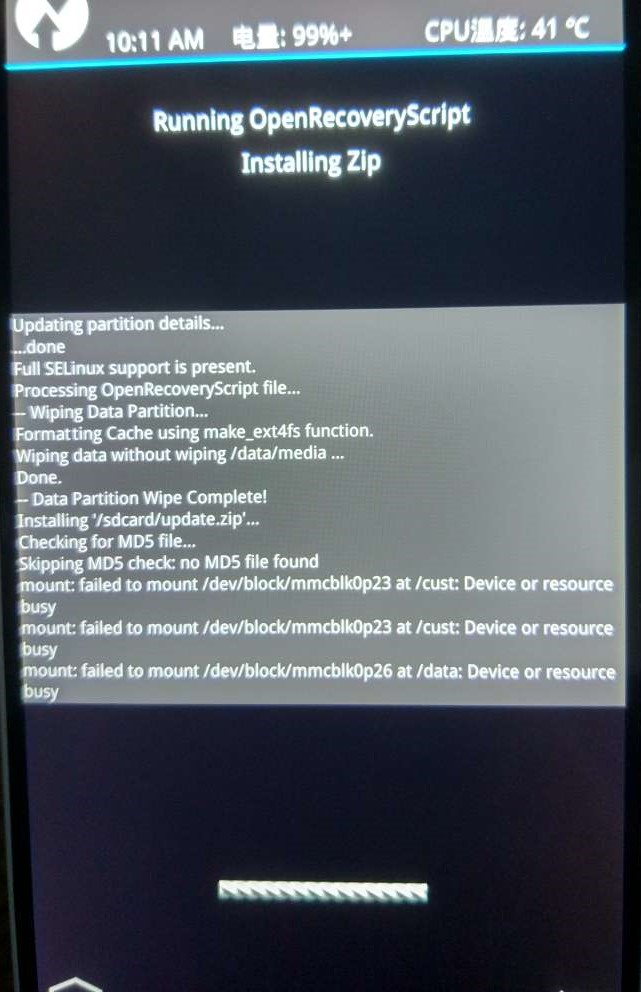 10:11 AM 电量: 99%+ CPU温度: 41 °C
Running OpenRecoveryScript
Installing Zip
Updating partition details...
...done
Full SELinux support is present.
Processing OpenRecoveryScript file...
-- Wiping Data Partition...
Formatting Cache using make_ext4fs function.
Wiping data without wiping /data/media ...
Done.
-- Data Partition Wipe Complete!
Installing '/sdcard/update.zip'...
Checking for MD5 file...
Skipping MD5 check: no MD5 file found
mount: failed to mount /dev/block/mmcblk0p23 at /cust: Device or resource
busy
mount: failed to mount /dev/block/mmcblk0p23 at /cust: Device or resource
busy
mount: failed to mount /dev/block/mmcblk0p26 at /data: Device or resource
busy